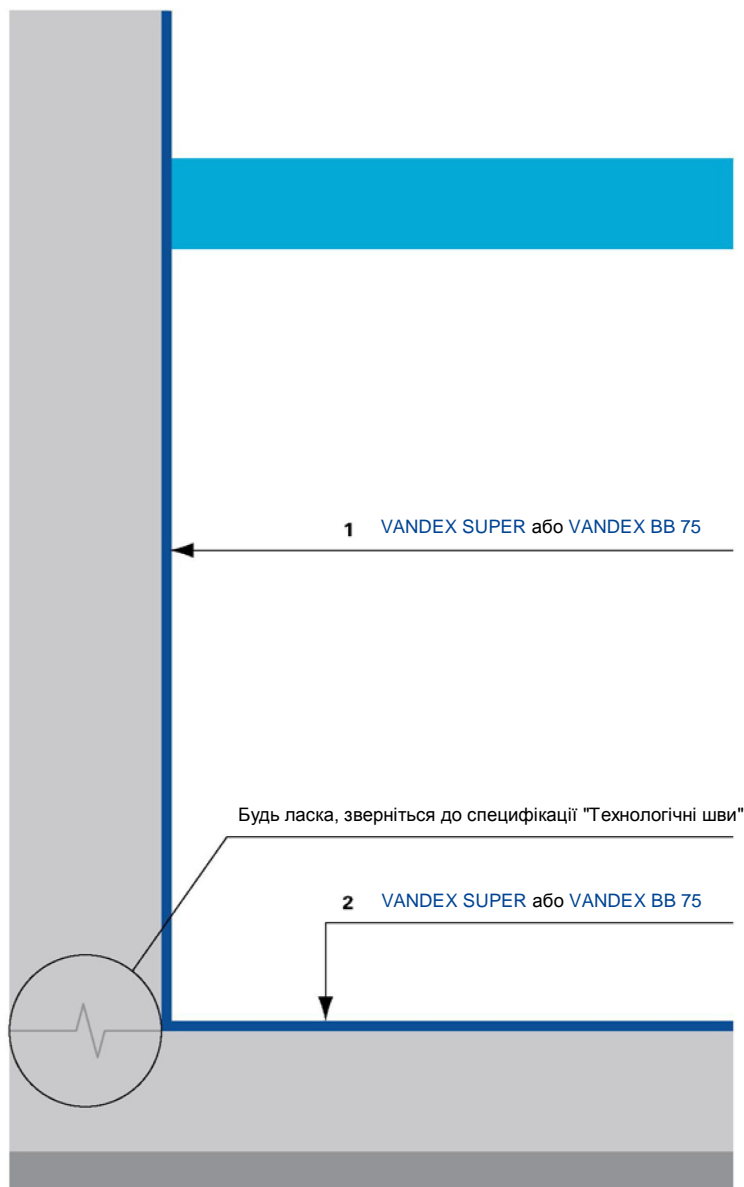 1 VANDEX SUPER або VANDEX BB 75
Будь ласка, зверніться до специфікації "Технологічні шви"
2 VANDEX SUPER або VANDEX BB 75